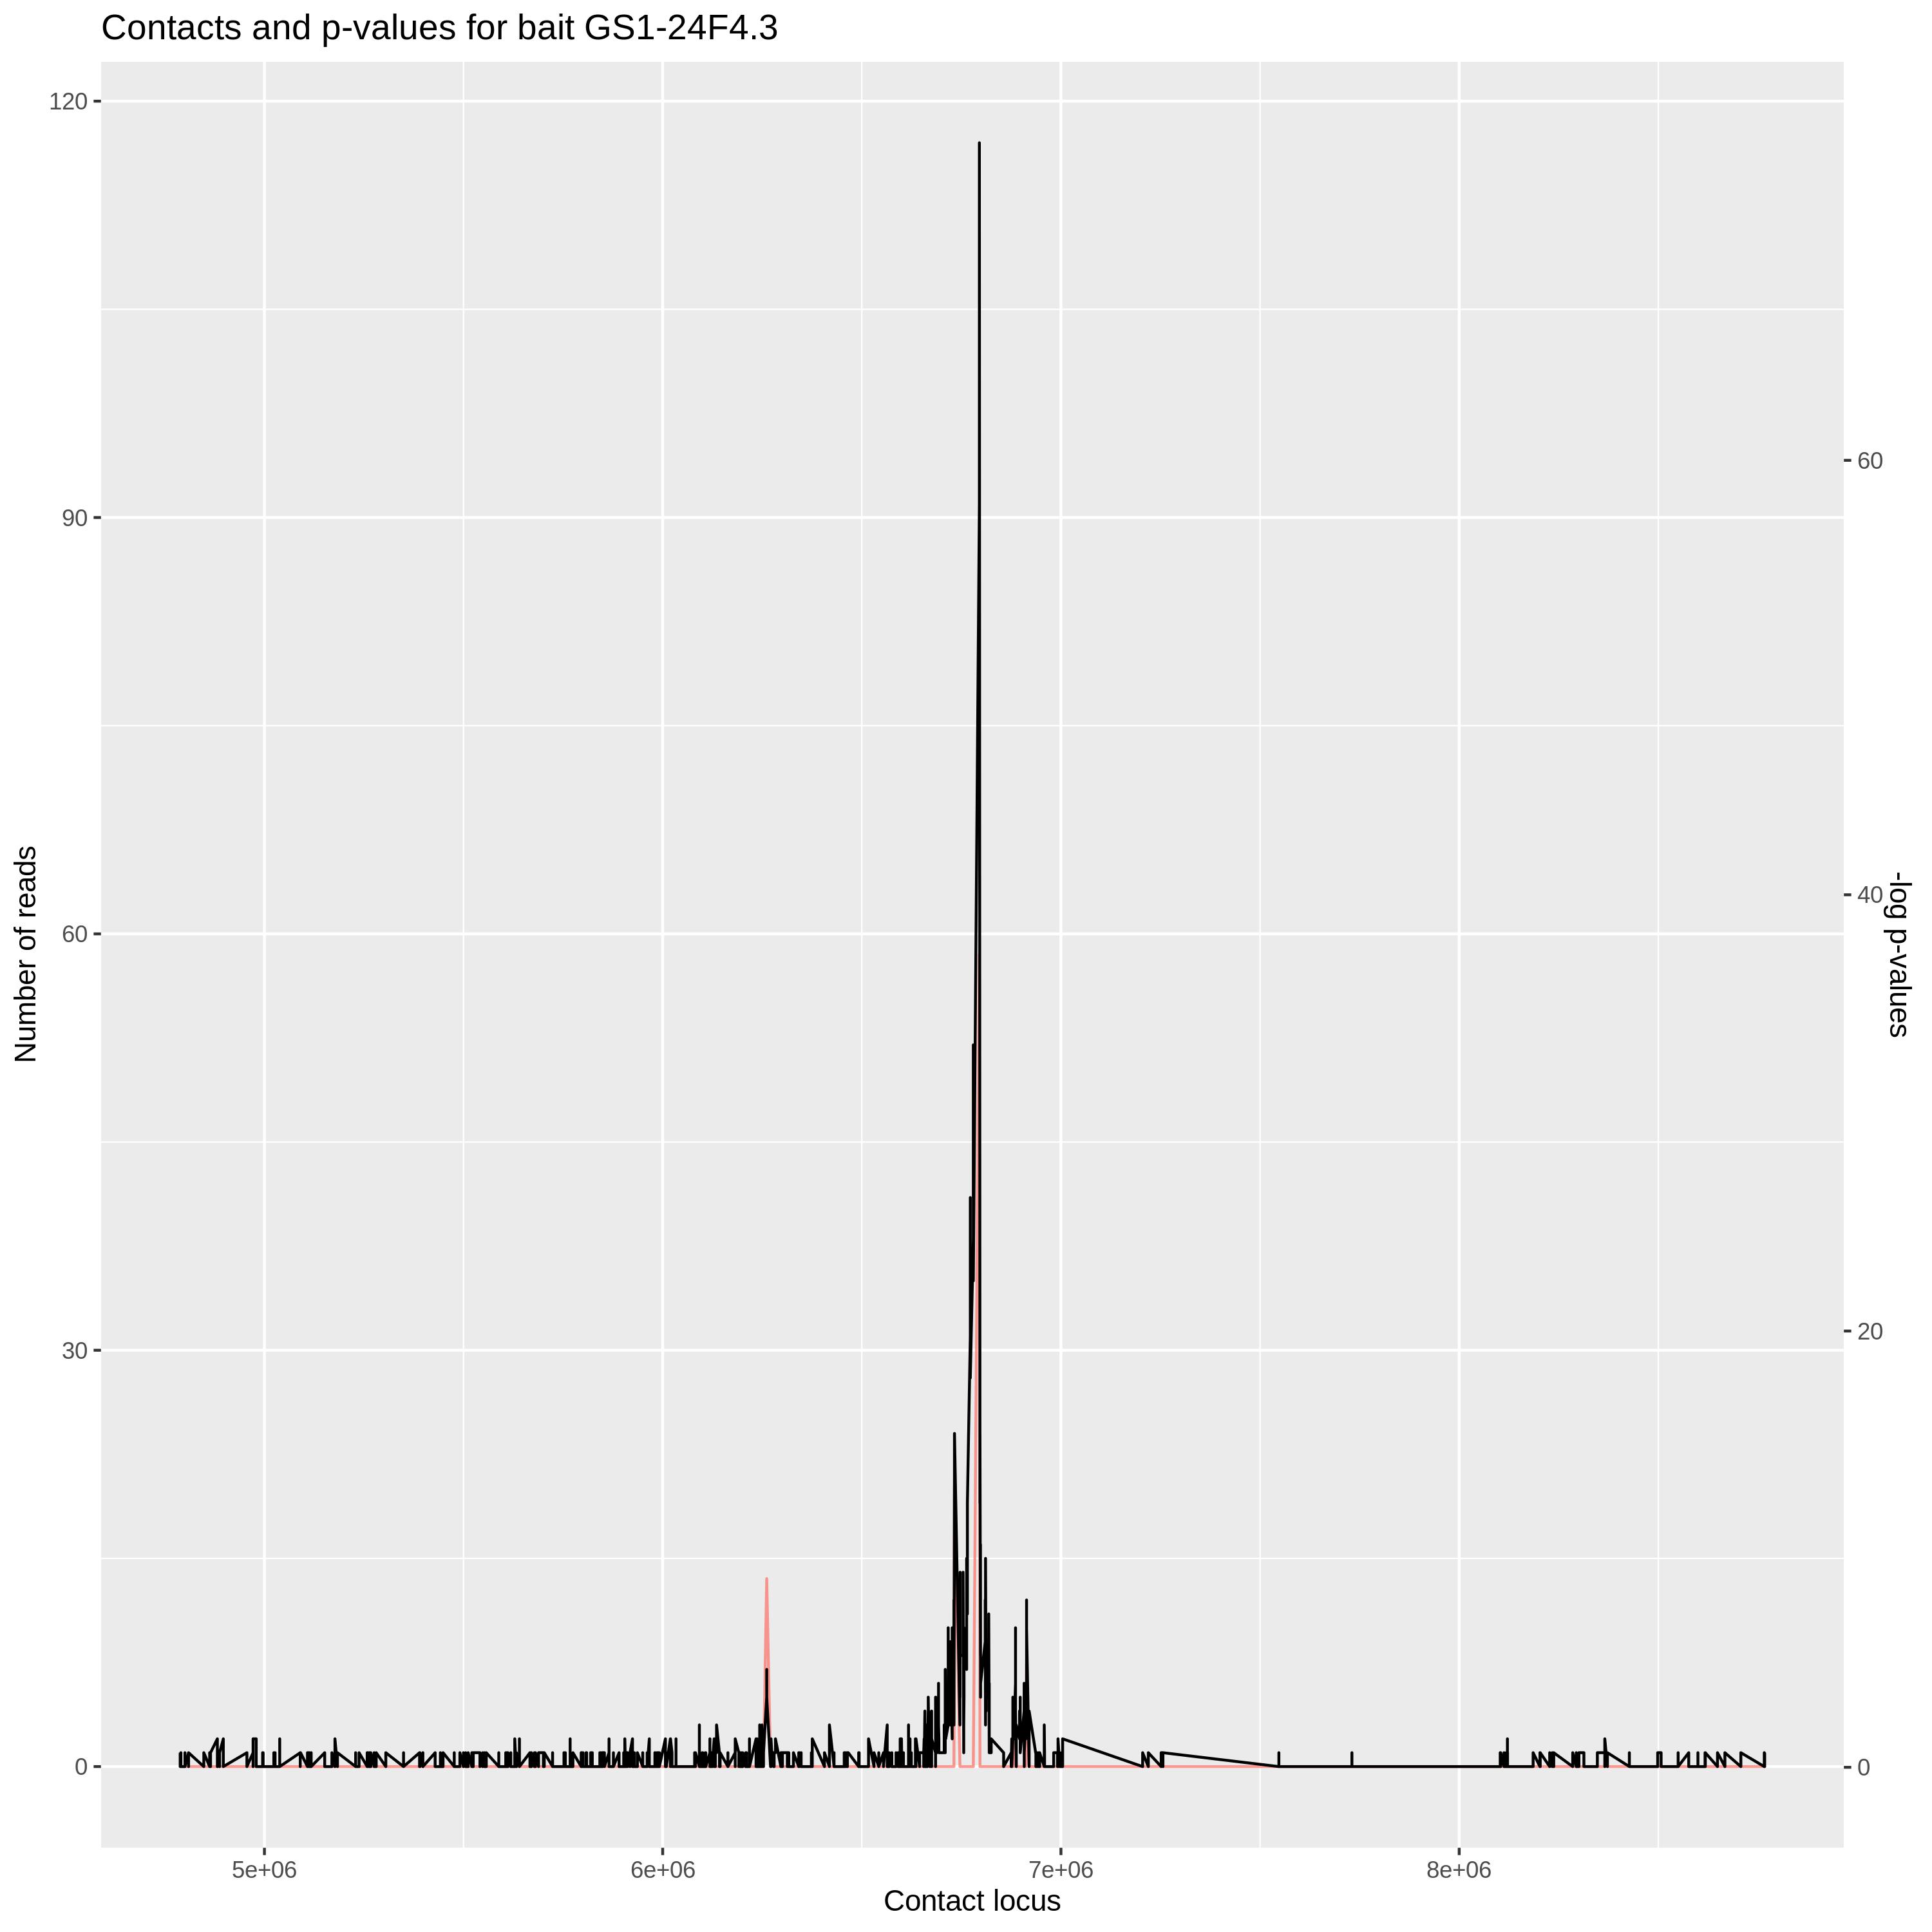 Contacts and p-values for bait GS1-24F4.3
120
90
60
30
0
Number of reads
60
40
20
0
-log p-values
5e+06
6e+06
7e+06
8e+06
Contact locus